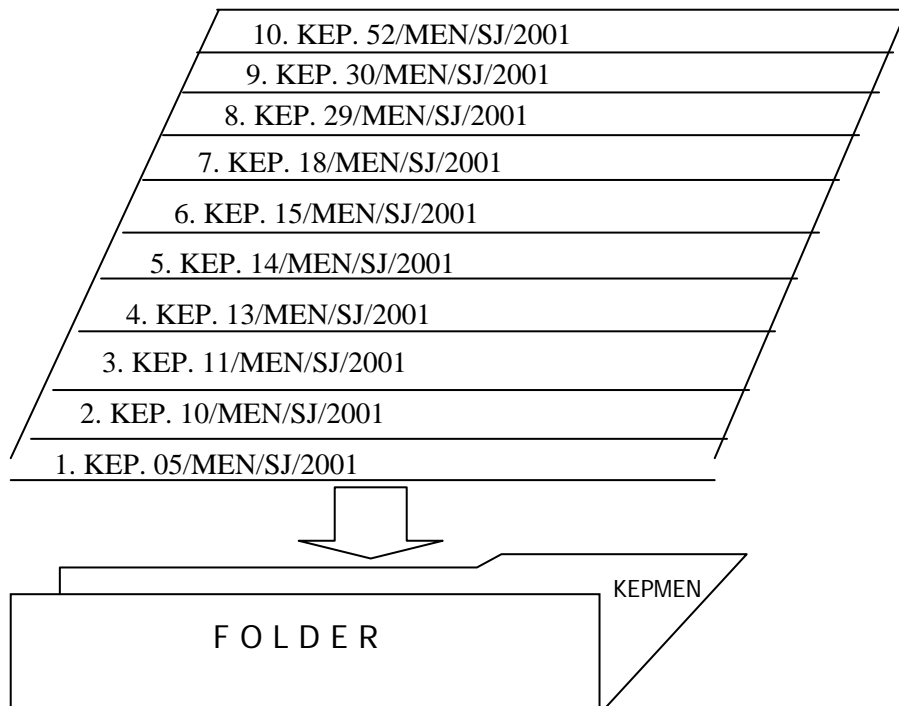 10. KEP. 52/MEN/SJ/2001
9. KEP. 30/MEN/SJ/2001
8. KEP. 29/MEN/SJ/2001
7. KEP. 18/MEN/SJ/2001
6. KEP. 15/MEN/SJ/2001
5. KEP. 14/MEN/SJ/2001
4. KEP. 13/MEN/SJ/2001
3. KEP. 11/MEN/SJ/2001
2. KEP. 10/MEN/SJ/2001
1. KEP. 05/MEN/SJ/2001
KEPMEN
FOLDER